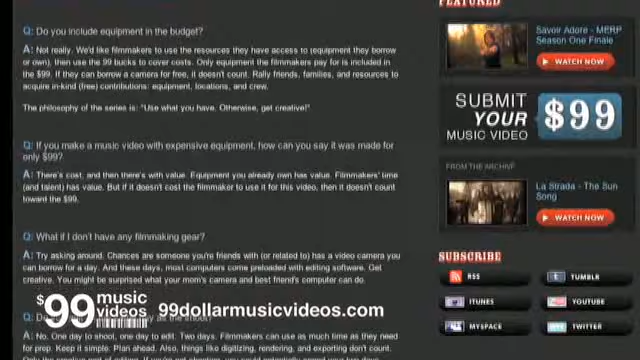 FEATURED
Q: Do you include equipment in the budget?
A: Not really. We'd like filmmakers to use the resources they have access to (equipment they borrow
or own), then use the 99 bucks to cover costs. Only equipment the filmmakers pay for is included in
the $99. If they can borrow a camera for free, it doesn't count. Rally friends, families, and resources to
acquire in-kind (free) contributions: equipment, locations, and crew.
The philosophy of the series is: "Use what you have. Otherwise, get creative!"
Q: If you make a music video with expensive equipment, how can you say it was made for
only $99?
A: There's cost, and then there's with value. Equipment you already own has value. Filmmakers' time
(and talent) has value. But if it doesn't cost the filmmaker to use it for this video, then it doesn't count
toward the $99.
Q: What if I don't have any filmmaking gear?
A: Try asking around. Chances are someone you're friends with (or related to) has a video camera you
can borrow for a day. And these days, most computers come preloaded with editing software. Get
creative. You might be surprised what your mom's camera and best friend's computer can do.
A: No. One day to shoot, one day to edit. Two days. Filmmakers can use as much time as they need
for prep. Keep it simple. Plan ahead. Also, things like digitizing, rendering, and exporting don't count.
Savoir Adore - MERP
Season One Finale
WATCH NOW
SUBMIT
YOUR
MUSIC VIDEO
$99
FROM THE ARCHIVE
La Strada - The Sun
Song
WATCH NOW
SUBSCRIBE
RSS
TUMBLR
ITUNES
YOUTUBE
MYSPACE
TWITTER
$99 music
videos
99dollarmusicvideos.com